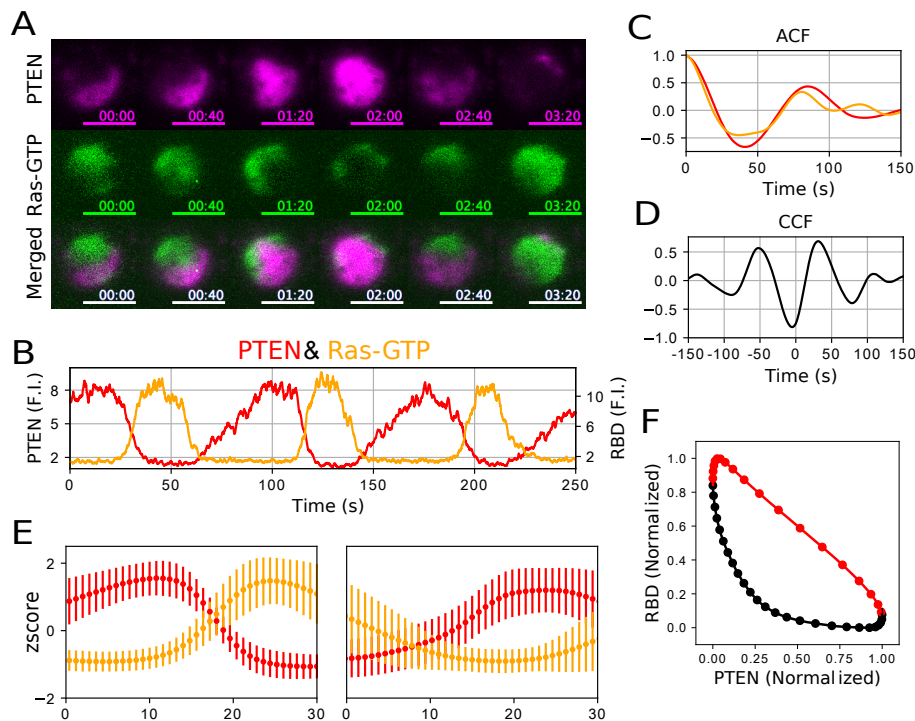 A
PTEN
00:00 00:40 01:20 02:00 02:40 03:20
Ras-GTP
00:00 00:40 01:20 02:00 02:40 03:20
Merged
00:00 00:40 01:20 02:00 02:40 03:20
B
PTEN& Ras-GTP
PTEN (F.I.)
8
5
2
10
6
2
RBD (F.I.)
0 50 100 150 200 250
Time (s)
C
ACF
1.0
0.5
0.0
−0.5
0 50 100 150
Time (s)
D
CCF
0.5
0.0
−0.5
−1.0
-150 -100 -50 0 50 100 150
Time (s)
E
zscore
2
0
−2
0 10 20 30
0 10 20 30
F
RBD (Normalized)
1.0
0.8
0.6
0.4
0.2
0.0
0.00 0.25 0.50 0.75 1.00
PTEN (Normalized)